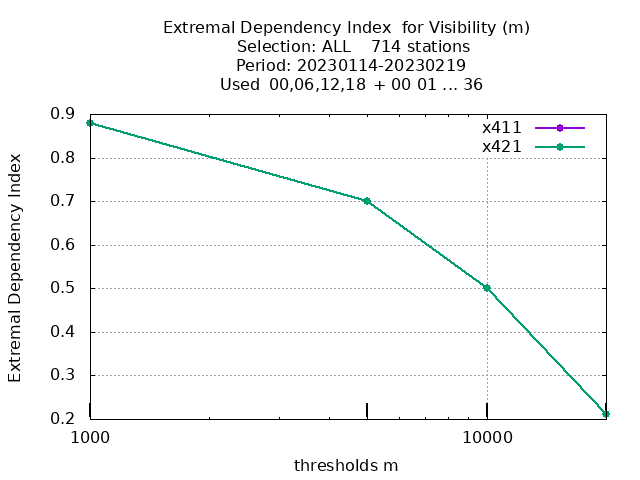 Extremal Dependency Index  for Visibility (m)
Selection: ALL    714 stations
Period: 20230114-20230219
Used  00,06,12,18  + 00 01 ... 36
x411
x421
Extremal Dependency Index
0.9
0.8
0.7
0.6
0.5
0.4
0.3
0.2
1000
10000
thresholds m